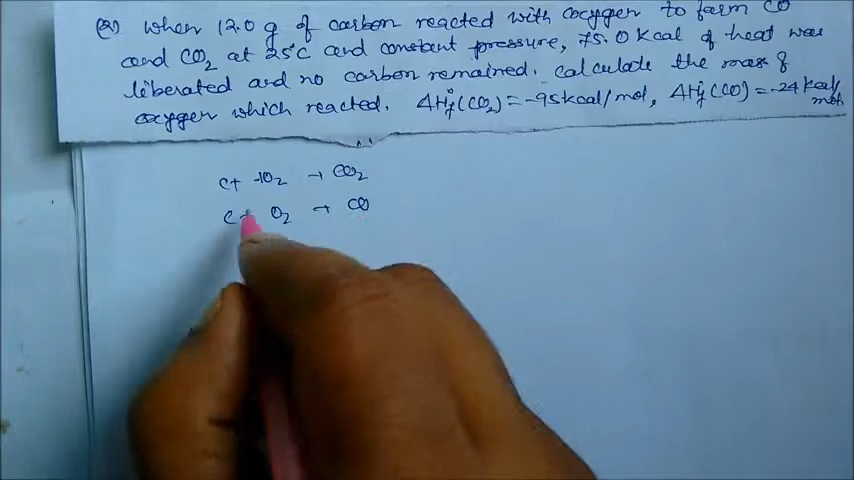 (Q) when 12.0 g of carbon reacted with oxygen to form CO
and CO₂ at 25°C and constant pressure, 75.0 kcal of heat was
liberated and no carbon remained. calculate the mass of
oxygen which reacted. ΔH°f(CO₂) = -95 kcal/mol, ΔH°f(CO) = -24 kcal/
mol
C + 1O₂ → CO₂
C + O₂ → CO